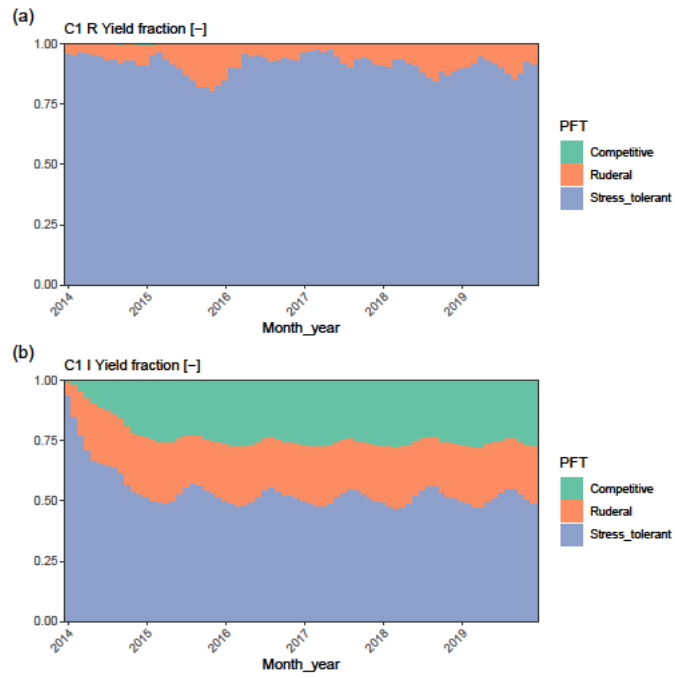 (a)
C1 R Yield fraction [−]
1.00
0.75
0.50
0.25
0.00
2014
2015
2016
2017
2018
2019
Month_year
PFT
Competitive
Ruderal
Stress_tolerant
(b)
C1 I Yield fraction [−]
1.00
0.75
0.50
0.25
0.00
2014
2015
2016
2017
2018
2019
Month_year
PFT
Competitive
Ruderal
Stress_tolerant